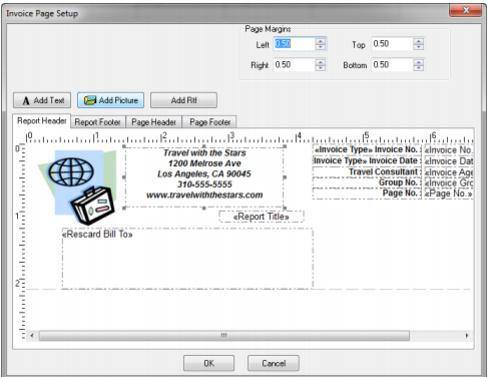 Invoice Page Setup
Page Margins
Left 0.50 Top 0.50
Right 0.50 Bottom 0.50
A Add Text Add Picture Add Rtf
Report Header Report Footer Page Header Page Footer
0 1 2 3 4 5 6
Travel with the Stars
1200 Melrose Ave
Los Angeles, CA 90045
310-555-5555
www.travelwiththestars.com
«Invoice Type» Invoice No. : «Invoice No.
Invoice Type» Invoice Date : «Invoice Dat
Travel Consultant : «Invoice Age
Group No. : «Invoice Gro
Page No. : «Page No.»
«Report Title»
«Rescard Bill To»
0
1
2
OK Cancel